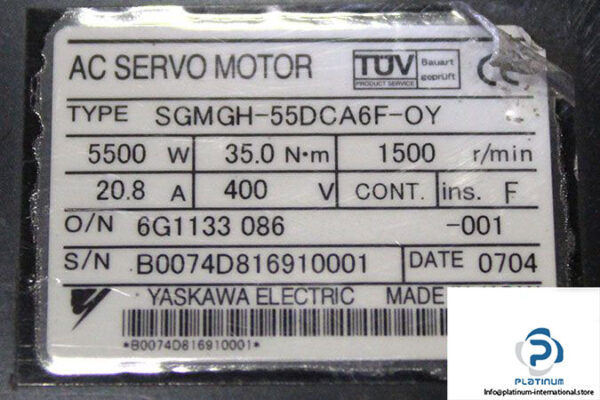 AC SERVO MOTOR
TÜV
PRODUCT SERVICE
Bauart
geprüft
CE
TYPE SGMGH-55DCA6F-OY
5500 W 35.0 N·m 1500 r/min
20.8 A 400 V CONT. ins. F
O/N 6G1133 086 -001
S/N B0074D816910001 DATE 0704
YASKAWA ELECTRIC MADE
*B0074D816910001*
PLATINUM
info@platinum-international.store